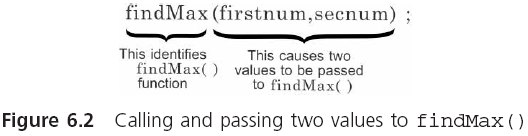 findMax(firstnum,secnum) ;
This identifies
findMax( )
function
This causes two
values to be passed
to findMax( )
Figure 6.2 Calling and passing two values to findMax()